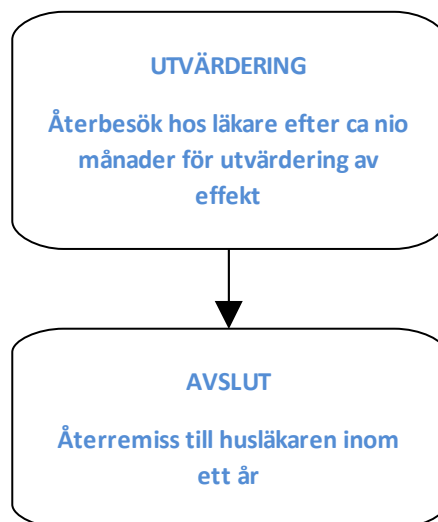 UTVÄRDERING
Återbesök hos läkare efter ca nio
månader för utvärdering av
effekt
AVSLUT
Återremiss till husläkaren inom
ett år